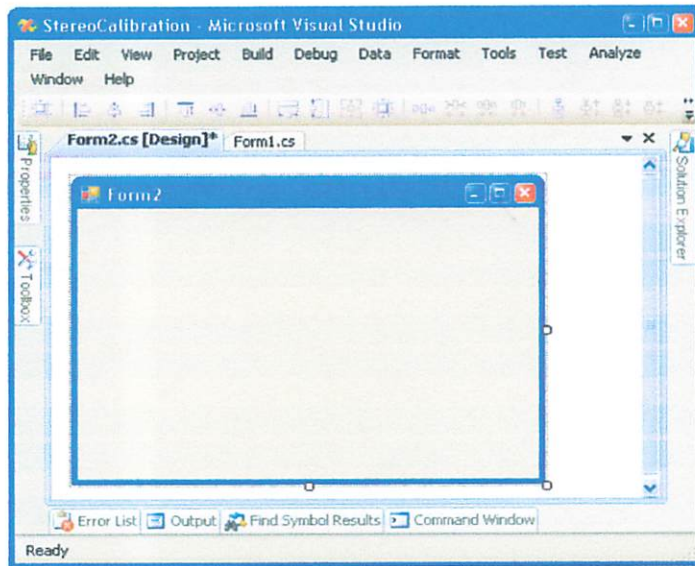 StereoCalibration - Microsoft Visual Studio
File Edit View Project Build Debug Data Format Tools Test Analyze
Window Help
Form2.cs [Design]* Form1.cs
Properties
Toolbox
Form2
Solution Explorer
Error List Output Find Symbol Results Command Window
Ready